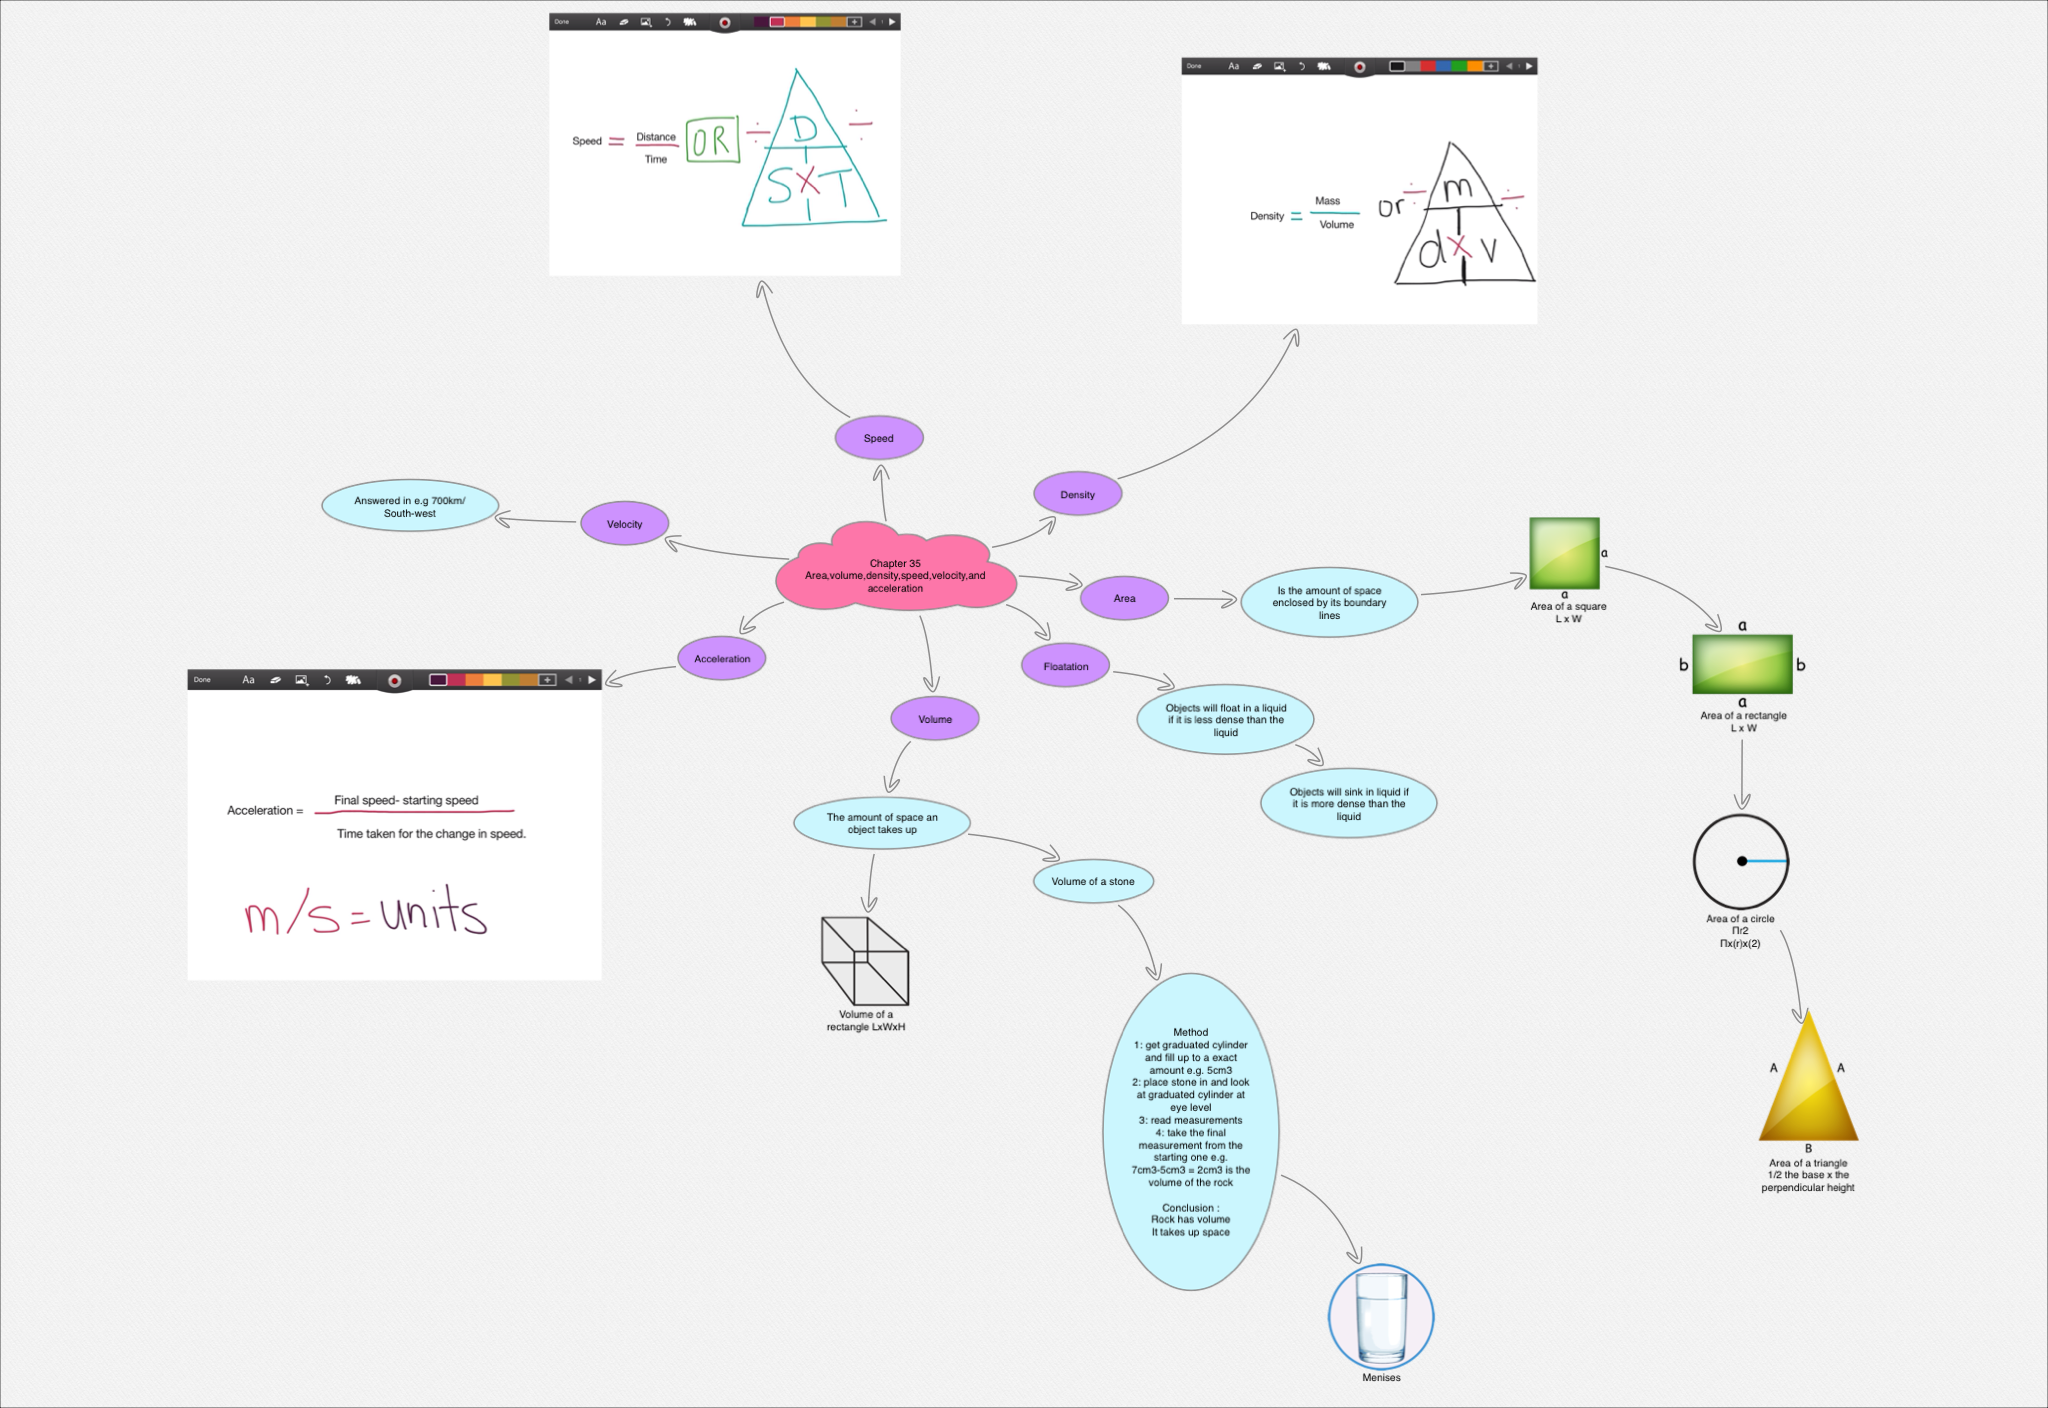 Done
Aa
Speed = Distance
Time
OR
÷ D ÷
S X T
Done
Aa
Density = Mass
Volume
or
÷ m ÷
d x v
Speed
Density
Answered in e.g 700km/
South-west
Velocity
Chapter 35
Area,volume,density,speed,velocity,and
acceleration
Area
Is the amount of space
enclosed by its boundary
lines
a
a
Area of a square
L x W
a
b
b
a
Area of a rectangle
L x W
Area of a circle
Πr2
Πx(r)x(2)
A
A
B
Area of a triangle
1/2 the base x the
perpendicular height
Acceleration
Floatation
Objects will float in a liquid
if it is less dense than the
liquid
Objects will sink in liquid if
it is more dense than the
liquid
Done
Aa
Acceleration = Final speed- starting speed
Time taken for the change in speed.
m/s = units
Volume
The amount of space an
object takes up
Volume of a stone
Volume of a
rectangle LxWxH
Method
1: get graduated cylinder
and fill up to a exact
amount e.g. 5cm3
2: place stone in and look
at graduated cylinder at
eye level
3: read measurements
4: take the final
measurement from the
starting one e.g.
7cm3-5cm3 = 2cm3 is the
volume of the rock
Conclusion :
Rock has volume
It takes up space
Menises